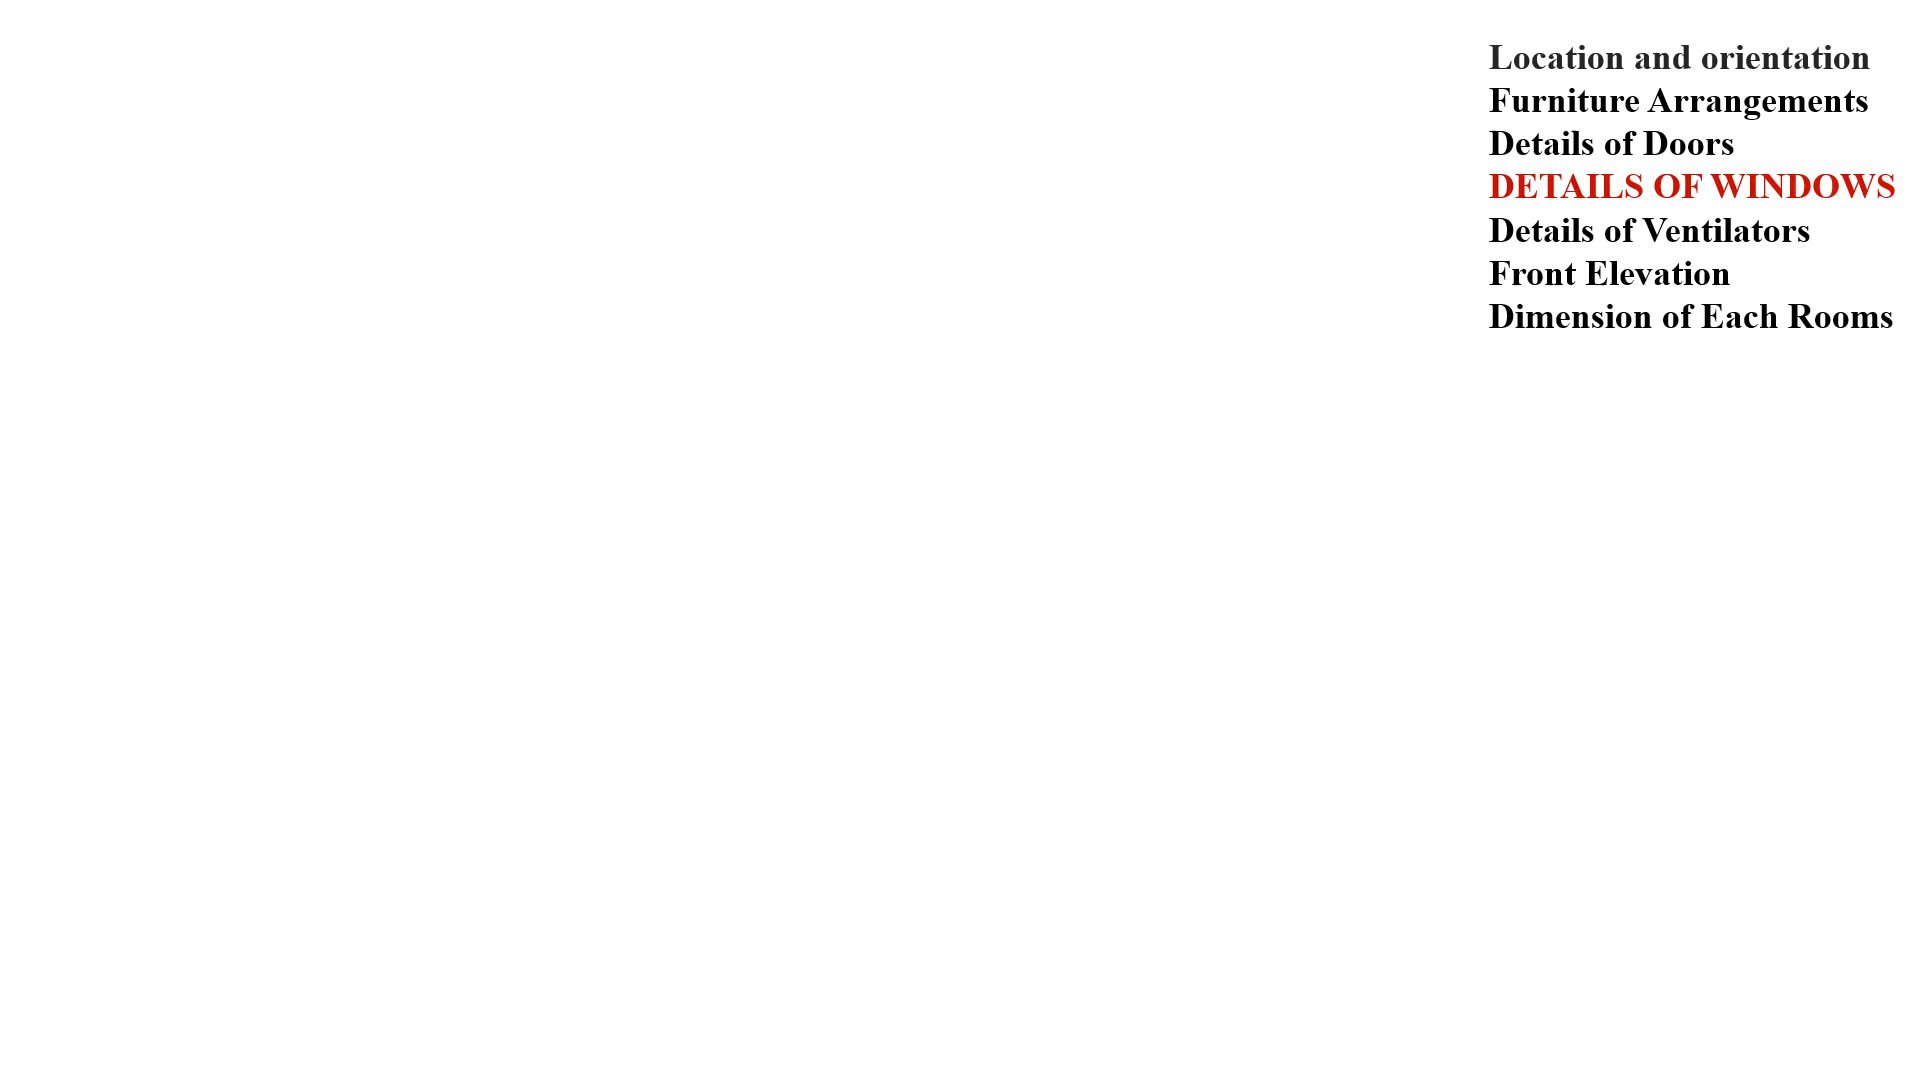 Location and orientation
Furniture Arrangements
Details of Doors
DETAILS OF WINDOWS
Details of Ventilators
Front Elevation
Dimension of Each Rooms